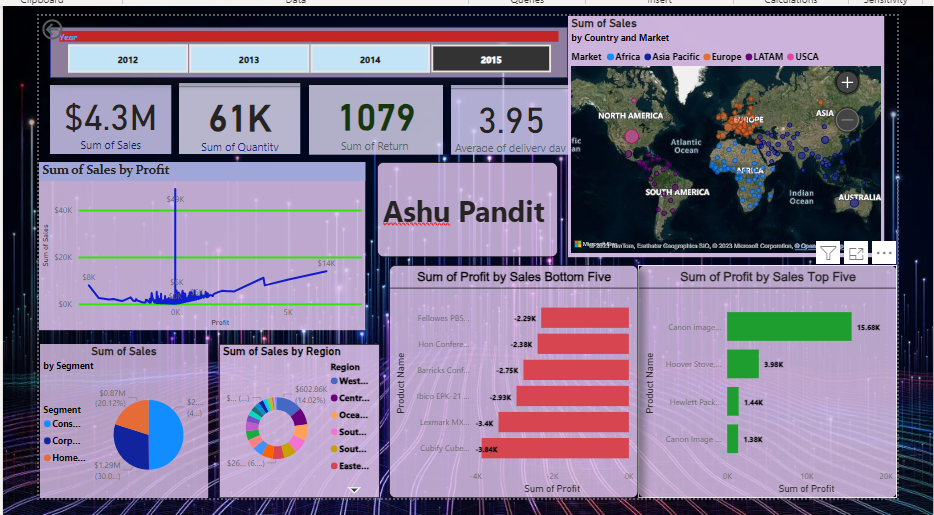 Clipboard Data Queries Insert Calculations Sensitivity
Year
2012 2013 2014 2015
$4.3M
Sum of Sales
61K
Sum of Quantity
1079
Sum of Return
3.95
Average of delivery day
Sum of Sales
by Country and Market
Market Africa Asia Pacific Europe LATAM USCA
NORTH AMERICA
EUROPE
ASIA
Atlantic
Ocean
AFRICA
SOUTH AMERICA
Indian
Ocean
AUSTRALIA
© 2023 TomTom, Earthstar Geographics SIO, © 2023 Microsoft Corporation, © Open
Sum of Sales by Profit
Sum of Sales
$40K
$20K
$0K
$8K
$14K
0K
5K
Profit
Ashu Pandit
Sum of Sales
by Segment
Segment
Cons...
Corp...
Home...
$0.87M
(20.12%)
$2...
(4...)
$1.29M
(30.0...)
Sum of Sales by Region
Region
West...
Centr...
Ocea...
Sout...
Sout...
Easte...
$602.86K
(14.02%)
$... (...)
$26... (6....)
Sum of Profit by Sales Bottom Five
Product Name
Fellowes PB5... -2.29K
Hon Confere... -2.38K
Barricks Conf... -2.75K
Ibico EPK-21 ... -2.93K
Lexmark MX... -3.4K
Cubify Cube... -3.84K
-4K -2K 0K
Sum of Profit
Sum of Profit by Sales Top Five
Product Name
Canon image... 15.68K
Hoover Stove,... 3.98K
Hewlett Pack... 1.44K
Canon Image... 1.38K
0K 10K 20K
Sum of Profit